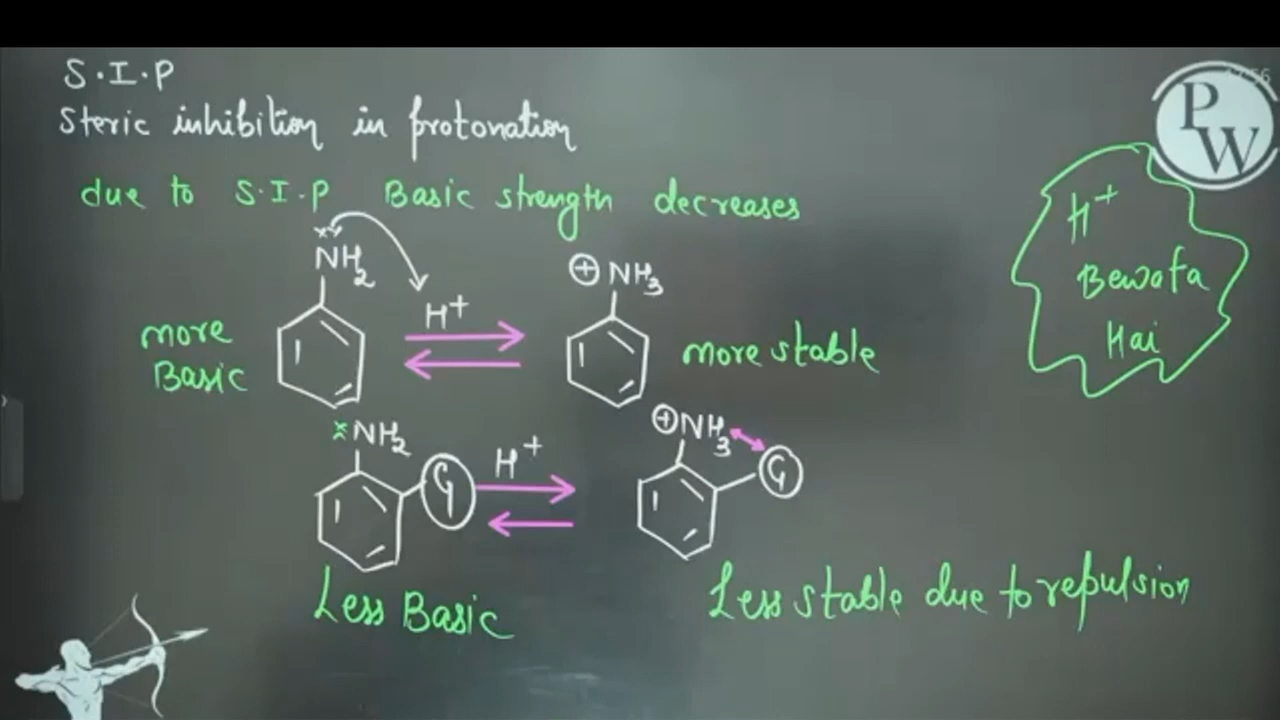 S.I.P
Steric inhibition in protonation
due to S.I.P Basic strength decreases
PW
H+
Bewafa
Hai
NH2
H+
⊕NH3
more
Basic
more stable
NH2
G
H+
⊕NH3
G
Less Basic
Less stable due to repulsion